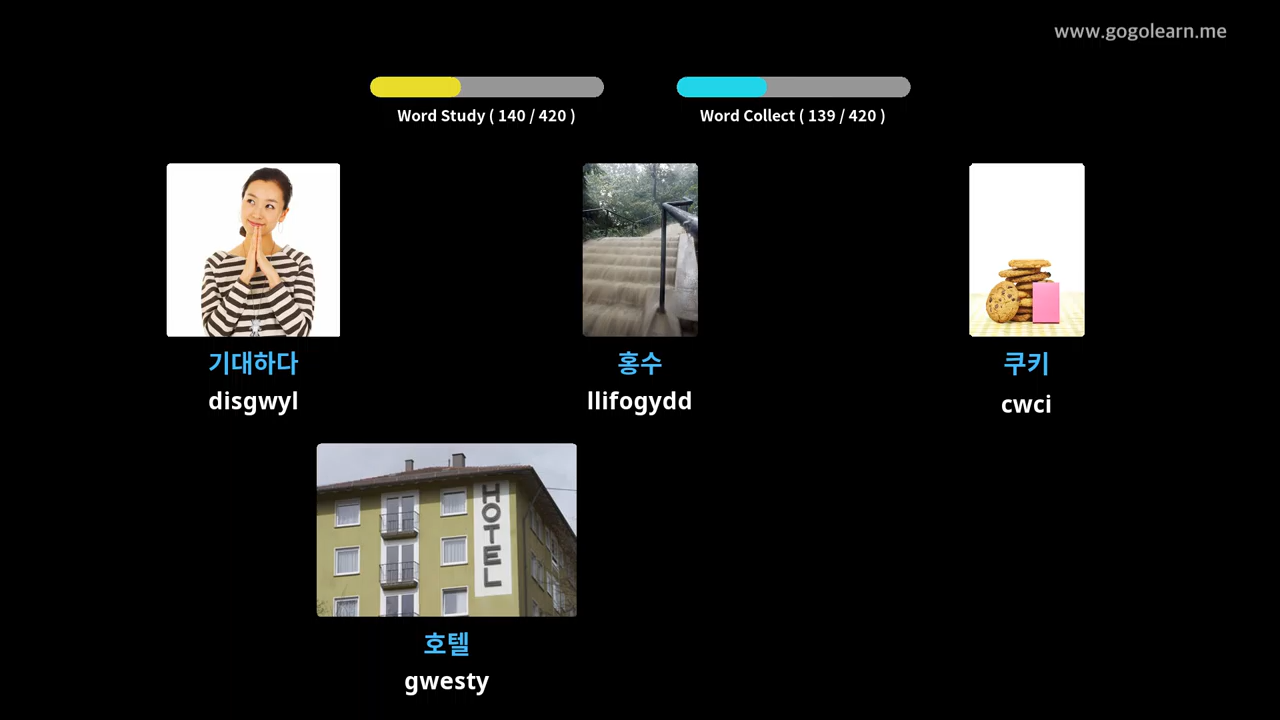 www.gogolearn.me
Word Study ( 140 / 420 )
Word Collect ( 139 / 420 )
기대하다
disgwyl
홍수
llifogydd
쿠키
cwci
HOTEL
호텔
gwesty